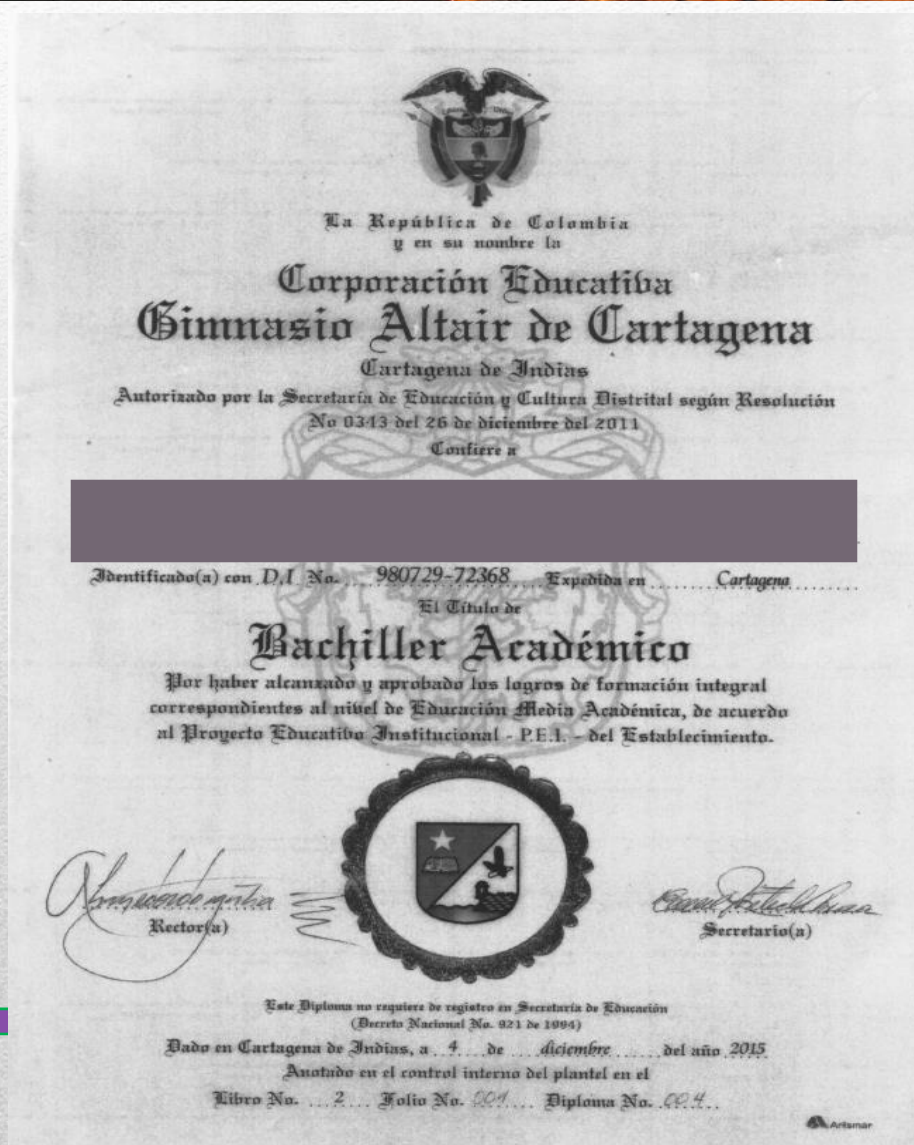 La República de Colombia
y en su nombre la
Corporación Educativa
Gimnasio Altair de Cartagena
Cartagena de Indias
Autorizado por la Secretaría de Educación y Cultura Distrital según Resolución
No 0343 del 26 de diciembre del 2011
Confiere a
Identificado(a) con D.I No. 980729-72368 Expedida en Cartagena
El Título de
Bachiller Académico
Por haber alcanzado y aprobado los logros de formación integral
correspondientes al nivel de Educación Media Académica, de acuerdo
al Proyecto Educativo Institucional - P.E.I. - del Establecimiento.
Rector(a)
Secretario(a)
Este Diploma no requiere de registro en Secretaría de Educación
(Decreto Nacional No. 921 de 1994)
Dado en Cartagena de Indias, a 4 de diciembre del año 2015
Anotado en el control interno del plantel en el
Libro No. 2 Folio No. 001 Diploma No. 004
Artsmar